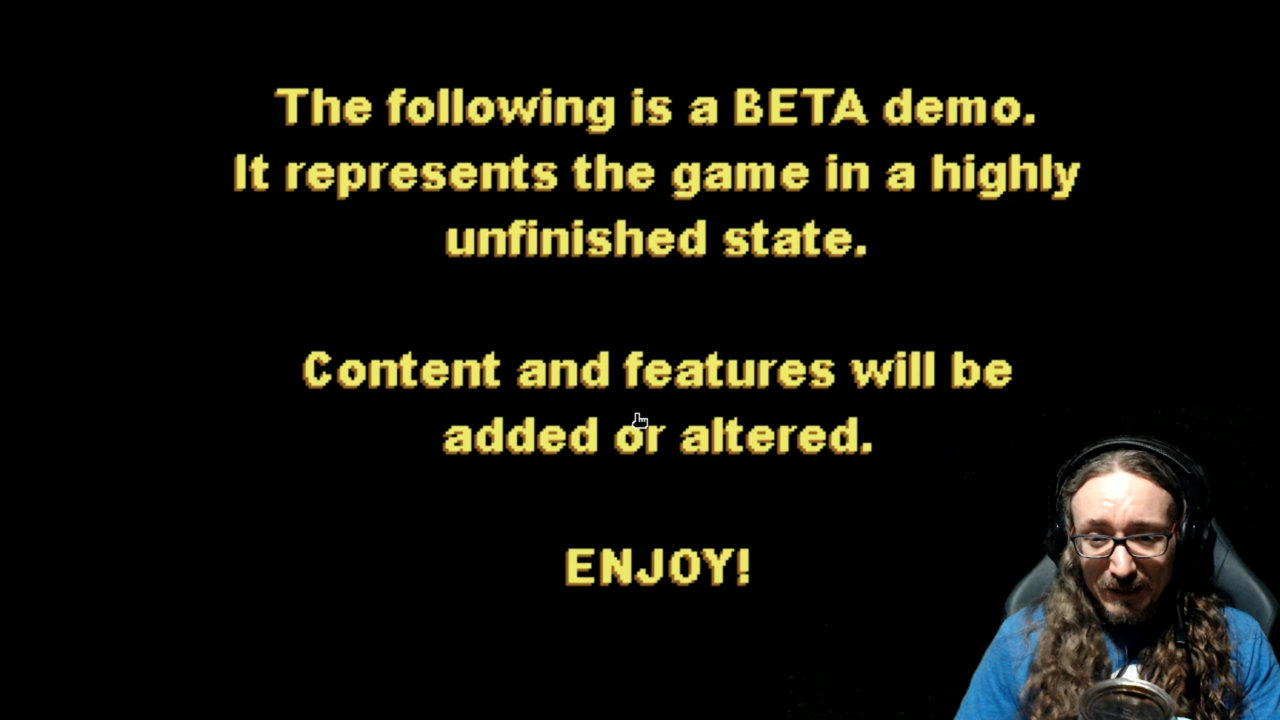 The following is a BETA demo.
It represents the game in a highly
unfinished state.
Content and features will be
added or altered.
ENJOY!